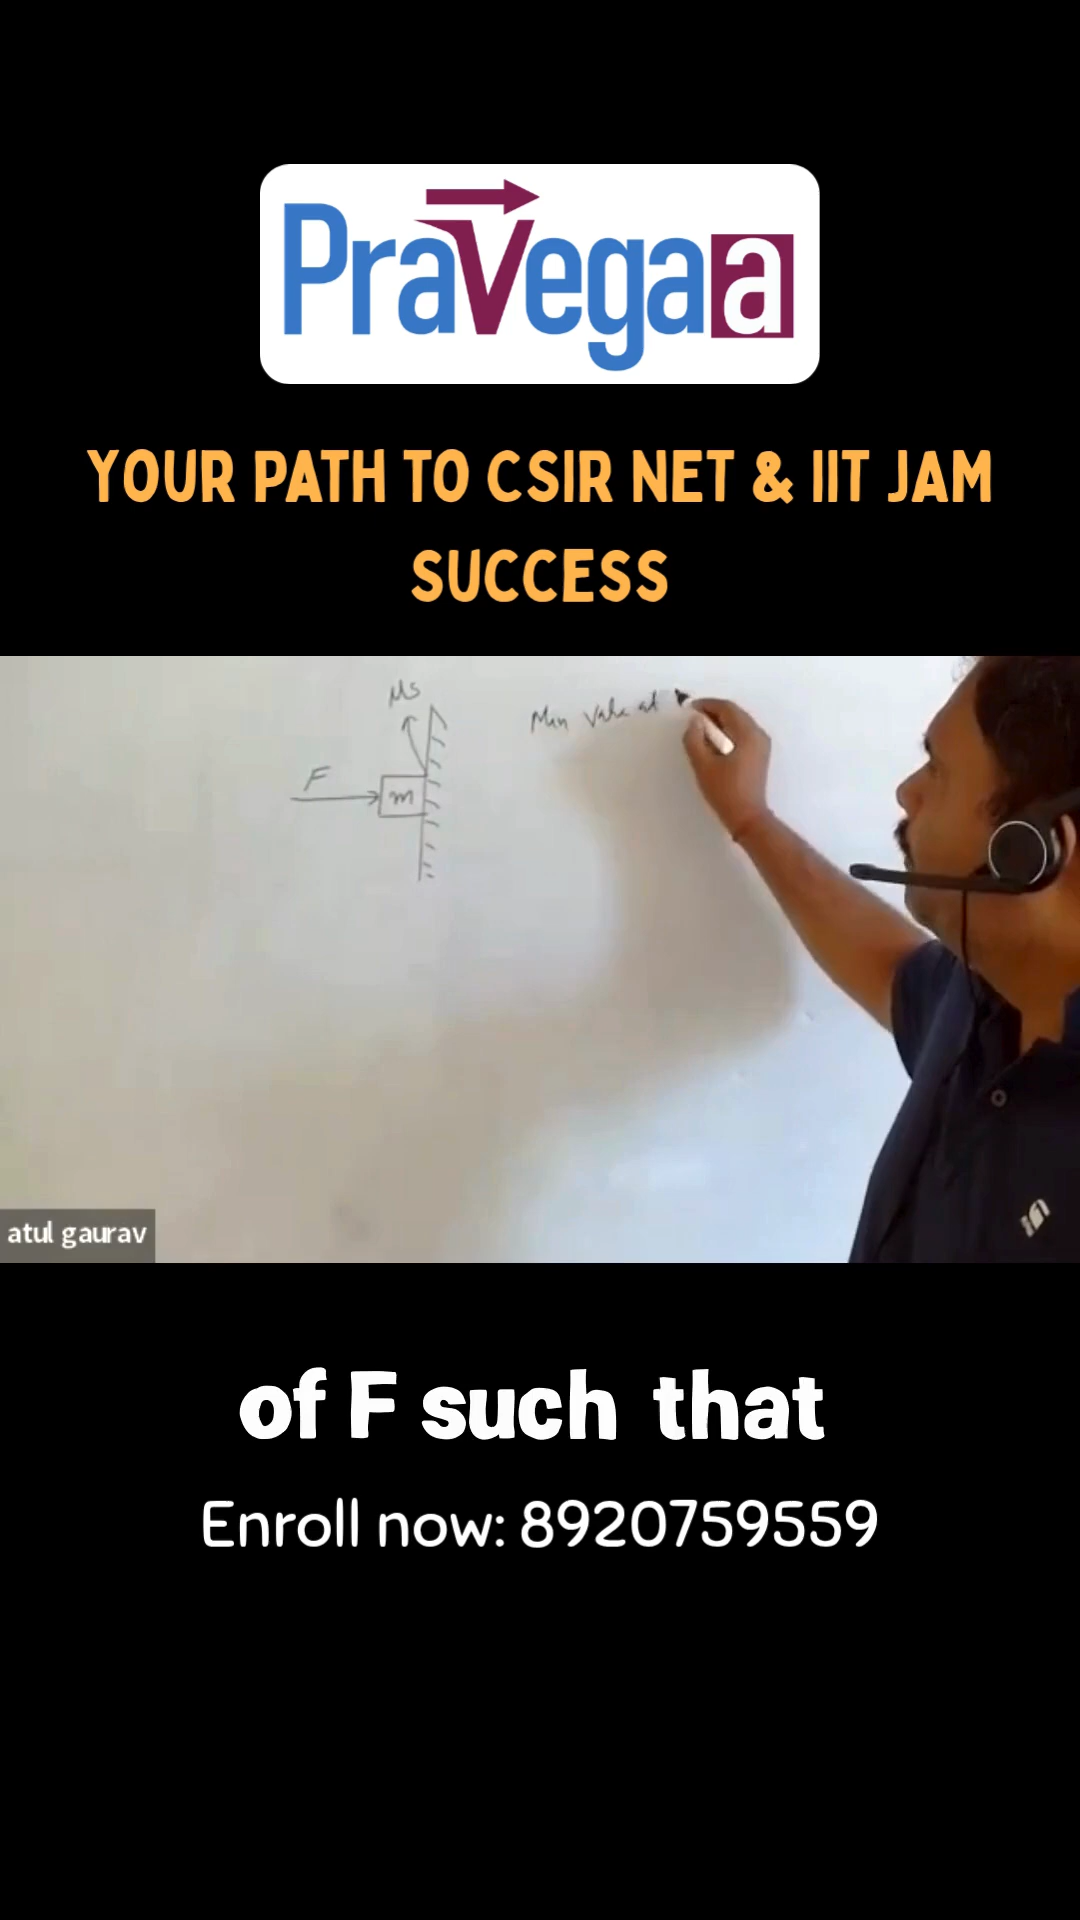 Pravegaa
YOUR PATH TO CSIR NET & IIT JAM
SUCCESS
μs
F
m
Min Value of
atul gaurav
of F such that
Enroll now: 8920759559